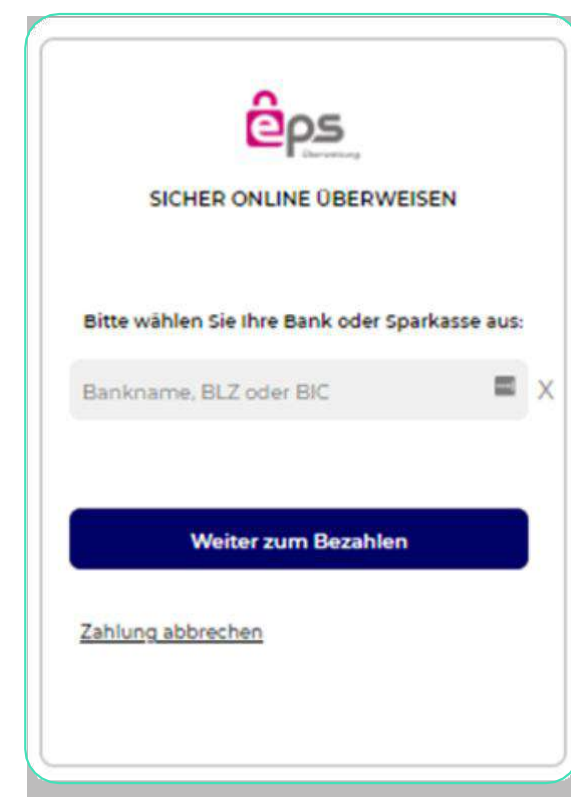 eps
Überweisung
SICHER ONLINE ÜBERWEISEN
Bitte wählen Sie Ihre Bank oder Sparkasse aus:
Bankname, BLZ oder BIC
X
Weiter zum Bezahlen
Zahlung abbrechen